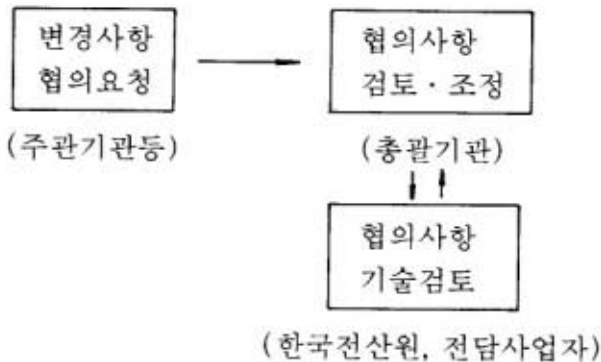 변경사항
협의요청
(주관기관등)
협의사항
검토 · 조정
(총괄기관)
협의사항
기술검토
(한국전산원, 전담사업자)